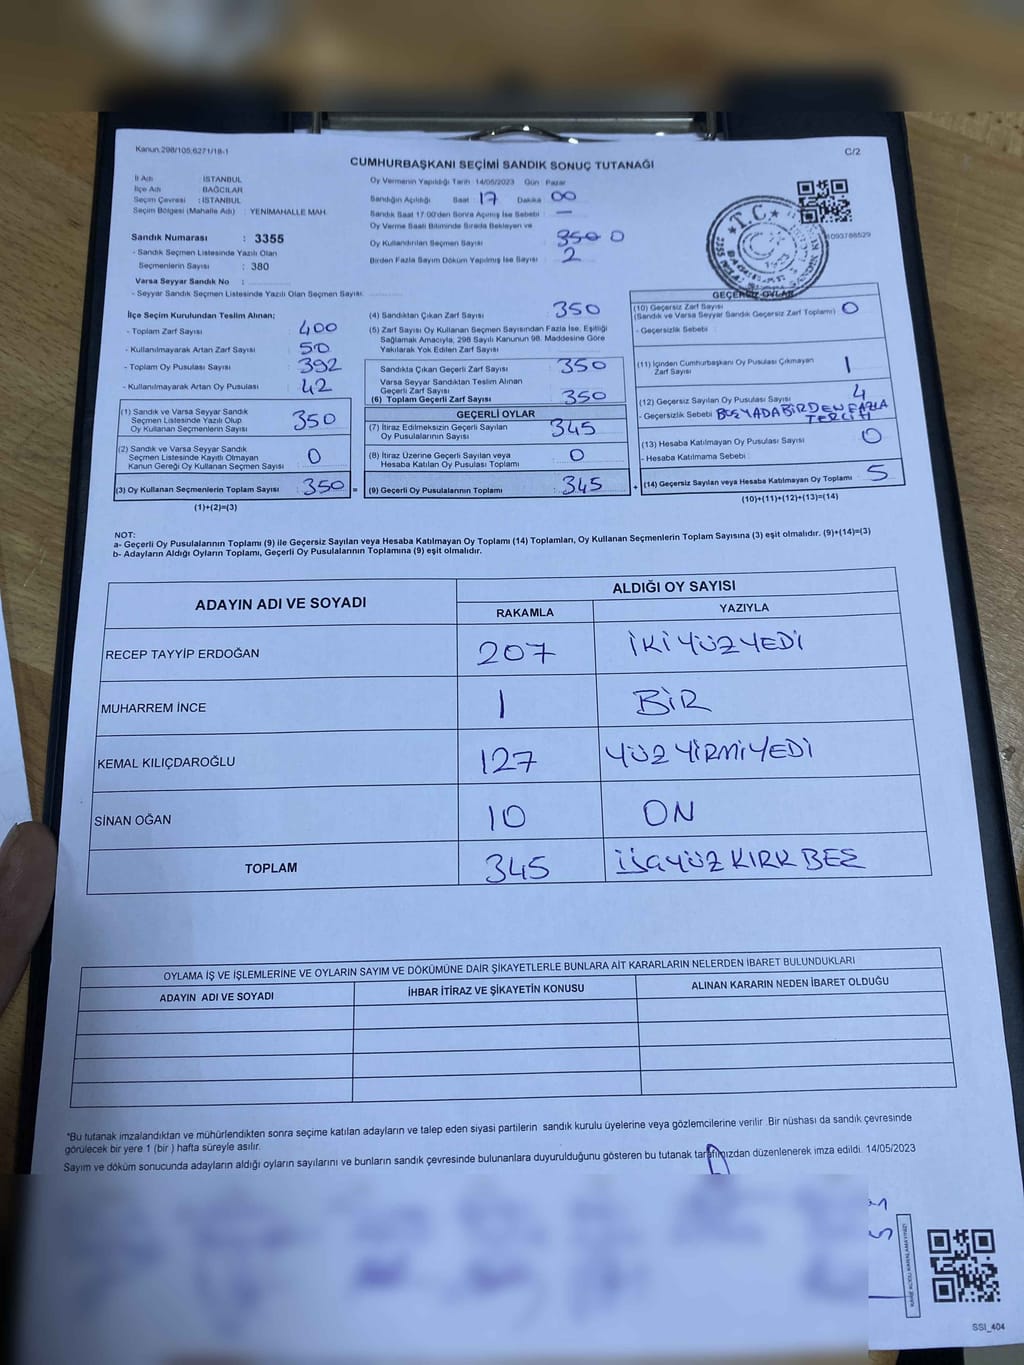 Kanun.298/105,6271/18-1
C/2
CUMHURBAŞKANI SEÇİMİ SANDIK SONUÇ TUTANAĞI
İl Adı : İSTANBUL
İlçe Adı : BAĞCILAR
Seçim Çevresi : İSTANBUL
Seçim Bölgesi (Mahalle Adı) : YENİMAHALLE MAH.
Sandık Numarası : 3355
- Sandık Seçmen Listesinde Yazılı Olan
Seçmenlerin Sayısı : 380
Varsa Seyyar Sandık No :
- Seyyar Sandık Seçmen Listesinde Yazılı Olan Seçmen Sayısı:
Oy Vermenin Yapıldığı Tarih : 14/05/2023 Gün : Pazar
Sandığın Açıldığı Saat 17 Dakika 00
Sandık Saat 17:00'den Sonra Açılmış İse Sebebi : —
Oy Verme Saati Bitiminde Sırada Bekleyen ve
Oy Kullandırılan Seçmen Sayısı : 350 0
Birden Fazla Sayım Döküm Yapılmış İse Sayısı : 2
T.C.
1093786529
İlçe Seçim Kurulundan Teslim Alınan;
- Toplam Zarf Sayısı : 400
- Kullanılmayarak Artan Zarf Sayısı : 50
- Toplam Oy Pusulası Sayısı : 392
- Kullanılmayarak Artan Oy Pusulası : 42
(1) Sandık ve Varsa Seyyar Sandık
Seçmen Listesinde Yazılı Olup
Oy Kullanan Seçmenlerin Sayısı : 350
(2) Sandık ve Varsa Seyyar Sandık
Seçmen Listesinde Kayıtlı Olmayan
Kanun Gereği Oy Kullanan Seçmen Sayısı : 0
(3) Oy Kullanan Seçmenlerin Toplam Sayısı : 350 =
(1)+(2)=(3)
(4) Sandıktan Çıkan Zarf Sayısı : 350
(5) Zarf Sayısı Oy Kullanan Seçmen Sayısından Fazla İse, Eşitliği
Sağlamak Amacıyla, 298 Sayılı Kanunun 98. Maddesine Göre
Yakılarak Yok Edilen Zarf Sayısı :
Sandıkta Çıkan Geçerli Zarf Sayısı : 350
Varsa Seyyar Sandıktan Teslim Alınan
Geçerli Zarf Sayısı :
(6) Toplam Geçerli Zarf Sayısı : 350
GEÇERLİ OYLAR
(7) İtiraz Edilmeksizin Geçerli Sayılan
Oy Pusulalarının Sayısı : 345
(8) İtiraz Üzerine Geçerli Sayılan veya
Hesaba Katılan Oy Pusulası Toplamı : 0
(9) Geçerli Oy Pusulalarının Toplamı : 345 +
GEÇERSİZ OYLAR
(10) Geçersiz Zarf Sayısı
(Sandık ve Varsa Seyyar Sandık Geçersiz Zarf Toplamı) : 0
- Geçersizlik Sebebi :
(11) İçinden Cumhurbaşkanı Oy Pusulası Çıkmayan
Zarf Sayısı : 1
(12) Geçersiz Sayılan Oy Pusulası Sayısı : 4
- Geçersizlik Sebebi : BOŞ YADA BİRDEN FAZLA
TERCİH
(13) Hesaba Katılmayan Oy Pusulası Sayısı : 0
- Hesaba Katılmama Sebebi :
(14) Geçersiz Sayılan veya Hesaba Katılmayan Oy Toplamı : 5
(10)+(11)+(12)+(13)=(14)
NOT:
a- Geçerli Oy Pusulalarının Toplamı (9) ile Geçersiz Sayılan veya Hesaba Katılmayan Oy Toplamı (14) Toplamları, Oy Kullanan Seçmenlerin Toplam Sayısına (3) eşit olmalıdır. (9)+(14)=(3)
b- Adayların Aldığı Oyların Toplamı, Geçerli Oy Pusulalarının Toplamına (9) eşit olmalıdır.
ADAYIN ADI VE SOYADI
ALDIĞI OY SAYISI
RAKAMLA YAZIYLA
RECEP TAYYİP ERDOĞAN 207 İKİYÜZYEDİ
MUHARREM İNCE 1 BİR
KEMAL KILIÇDAROĞLU 127 YÜZYİRMİYEDİ
SİNAN OĞAN 10 ON
TOPLAM 345 ÜÇYÜZKIRKBEŞ
OYLAMA İŞ VE İŞLEMLERİNE VE OYLARIN SAYIM VE DÖKÜMÜNE DAİR ŞİKAYETLERLE BUNLARA AİT KARARLARIN NELERDEN İBARET BULUNDUKLARI
ADAYIN ADI VE SOYADI İHBAR İTİRAZ VE ŞİKAYETİN KONUSU ALINAN KARARIN NEDEN İBARET OLDUĞU
*Bu tutanak imzalandıktan ve mühürlendikten sonra seçime katılan adayların ve talep eden siyasi partilerin sandık kurulu üyelerine veya gözlemcilerine verilir. Bir nüshası da sandık çevresinde
görülecek bir yere 1 (bir ) hafta süreyle asılır.
Sayım ve döküm sonucunda adayların aldığı oyların sayılarını ve bunların sandık çevresinde bulunanlara duyurulduğunu gösteren bu tutanak tarafımızdan düzenlenerek imza edildi. 14/05/2023
SSI_404